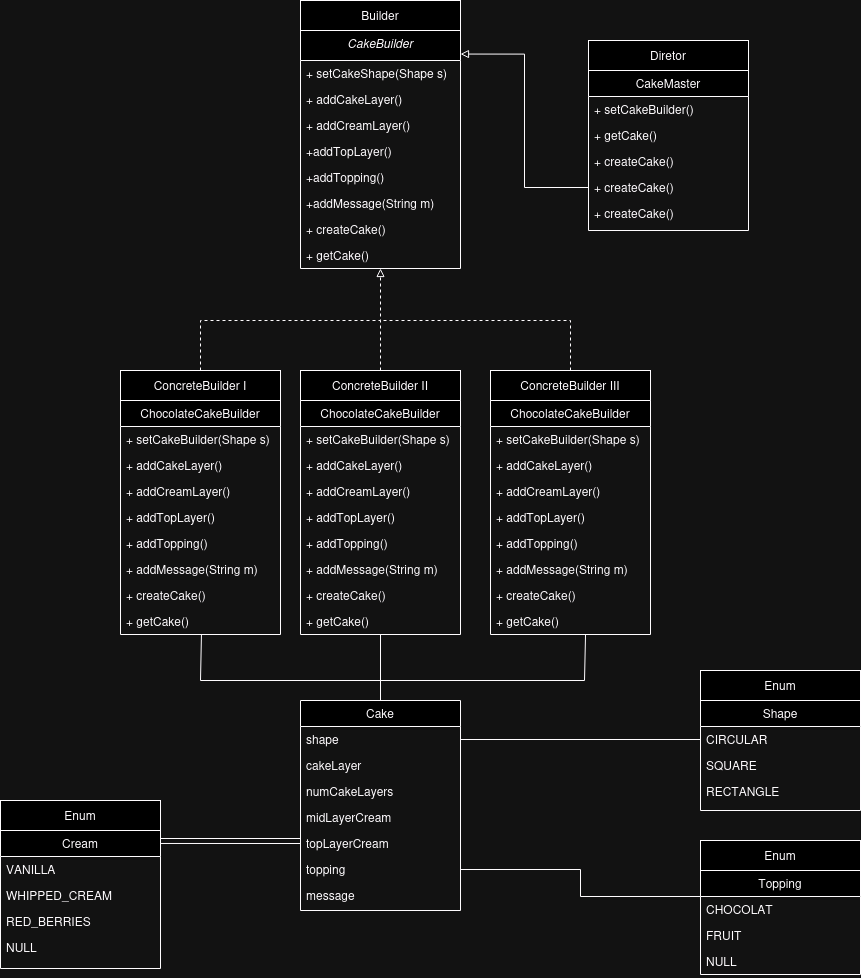 Builder
CakeBuilder
+ setCakeShape(Shape s)
+ addCakeLayer()
+ addCreamLayer()
+addTopLayer()
+addTopping()
+addMessage(String m)
+ createCake()
+ getCake()
Diretor
CakeMaster
+ setCakeBuilder()
+ getCake()
+ createCake()
+ createCake()
+ createCake()
ConcreteBuilder I
ChocolateCakeBuilder
+ setCakeBuilder(Shape s)
+ addCakeLayer()
+ addCreamLayer()
+ addTopLayer()
+ addTopping()
+ addMessage(String m)
+ createCake()
+ getCake()
ConcreteBuilder II
ChocolateCakeBuilder
+ setCakeBuilder(Shape s)
+ addCakeLayer()
+ addCreamLayer()
+ addTopLayer()
+ addTopping()
+ addMessage(String m)
+ createCake()
+ getCake()
ConcreteBuilder III
ChocolateCakeBuilder
+ setCakeBuilder(Shape s)
+ addCakeLayer()
+ addCreamLayer()
+ addTopLayer()
+ addTopping()
+ addMessage(String m)
+ createCake()
+ getCake()
Cake
shape
cakeLayer
numCakeLayers
midLayerCream
topLayerCream
topping
message
Enum
Shape
CIRCULAR
SQUARE
RECTANGLE
Enum
Cream
VANILLA
WHIPPED_CREAM
RED_BERRIES
NULL
Enum
Topping
CHOCOLAT
FRUIT
NULL